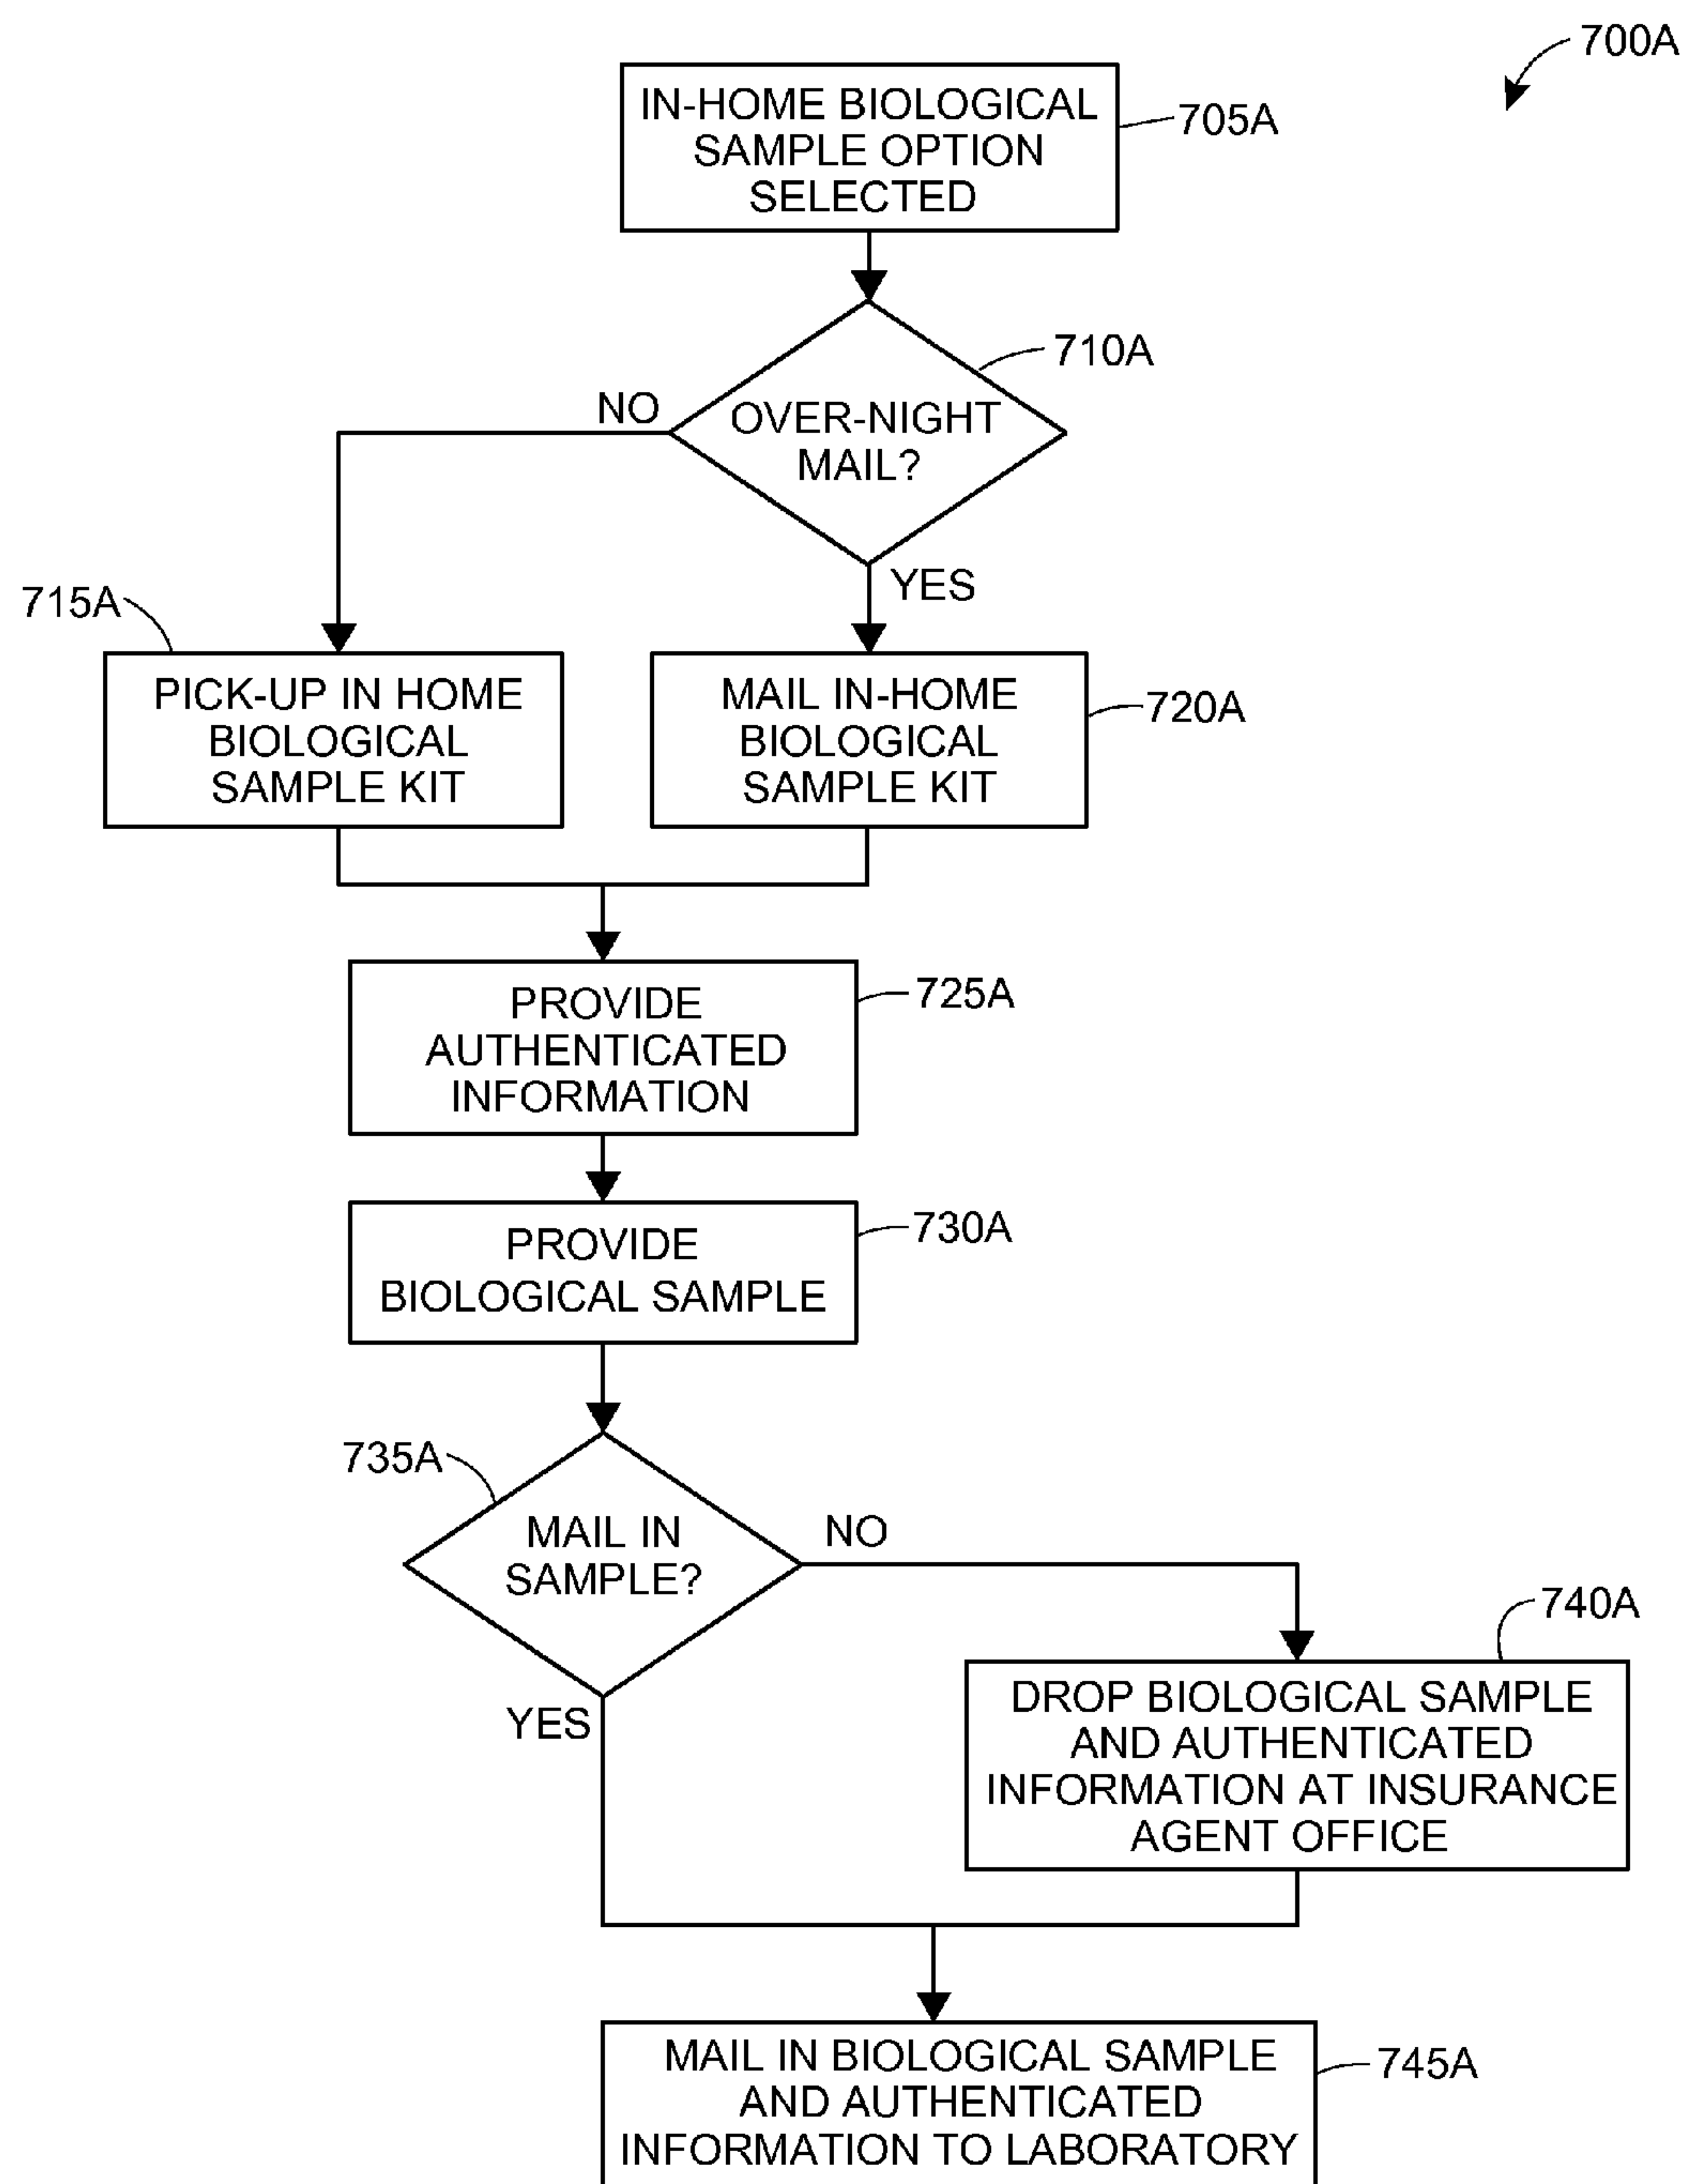 700A
IN-HOME BIOLOGICAL
SAMPLE OPTION
SELECTED
705A
710A
OVER-NIGHT
MAIL?
NO
YES
715A
PICK-UP IN HOME
BIOLOGICAL
SAMPLE KIT
MAIL IN-HOME
BIOLOGICAL
SAMPLE KIT
720A
PROVIDE
AUTHENTICATED
INFORMATION
725A
PROVIDE
BIOLOGICAL SAMPLE
730A
735A
MAIL IN
SAMPLE?
NO
YES
740A
DROP BIOLOGICAL SAMPLE
AND AUTHENTICATED
INFORMATION AT INSURANCE
AGENT OFFICE
MAIL IN BIOLOGICAL SAMPLE
AND AUTHENTICATED
INFORMATION TO LABORATORY
745A